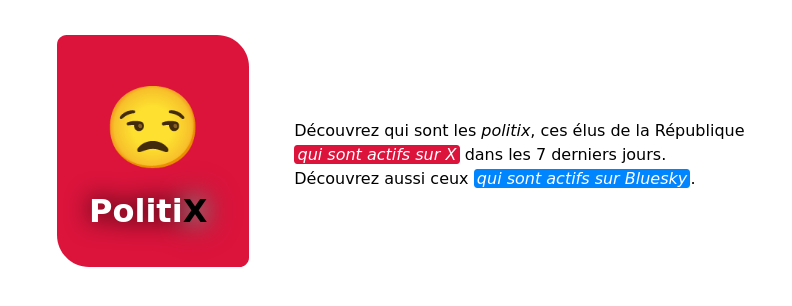 PolitiX
Découvrez qui sont les politix, ces élus de la République
qui sont actifs sur X dans les 7 derniers jours.
Découvrez aussi ceux qui sont actifs sur Bluesky.